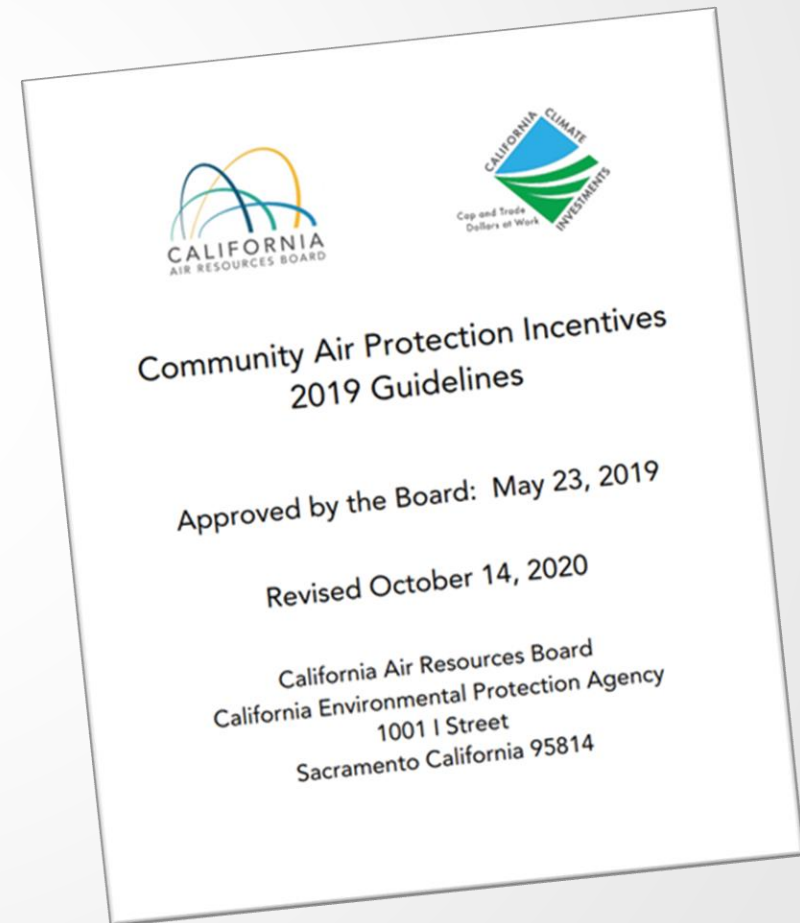 CALIFORNIA
AIR RESOURCES BOARD
CALIFORNIA CLIMATE
INVESTMENTS
Cap and Trade
Dollars at Work
Community Air Protection Incentives
2019 Guidelines
Approved by the Board: May 23, 2019
Revised October 14, 2020
California Air Resources Board
California Environmental Protection Agency
1001 I Street
Sacramento California 95814